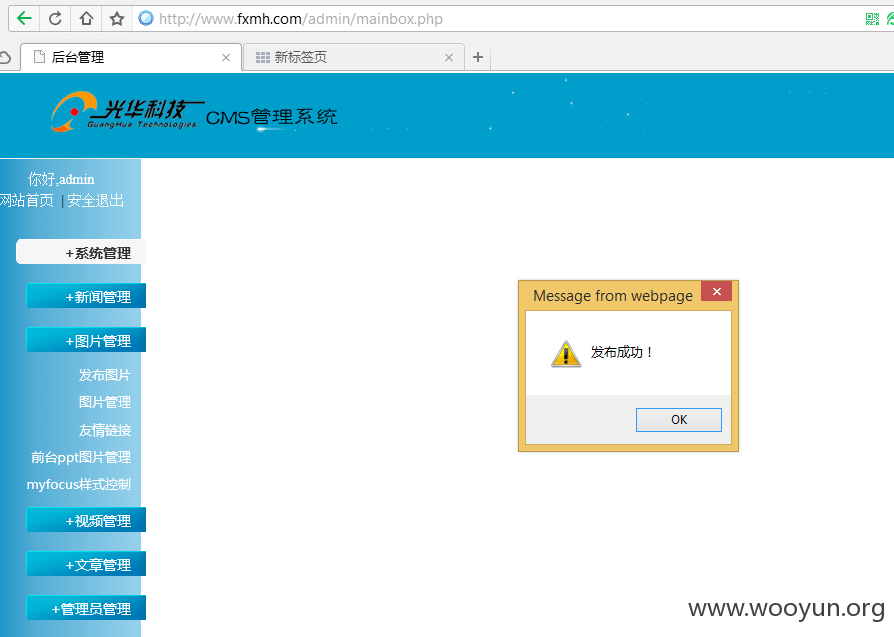 http://www.fxmh.com/admin/mainbox.php
后台管理
新标签页
光华科技
GuangHua Technologies
CMS管理系统
你好,admin
网站首页 | 安全退出
+系统管理
+新闻管理
+图片管理
发布图片
图片管理
友情链接
前台ppt图片管理
myfocus样式控制
+视频管理
+文章管理
+管理员管理
Message from webpage
发布成功！
OK
www.wooyun.org